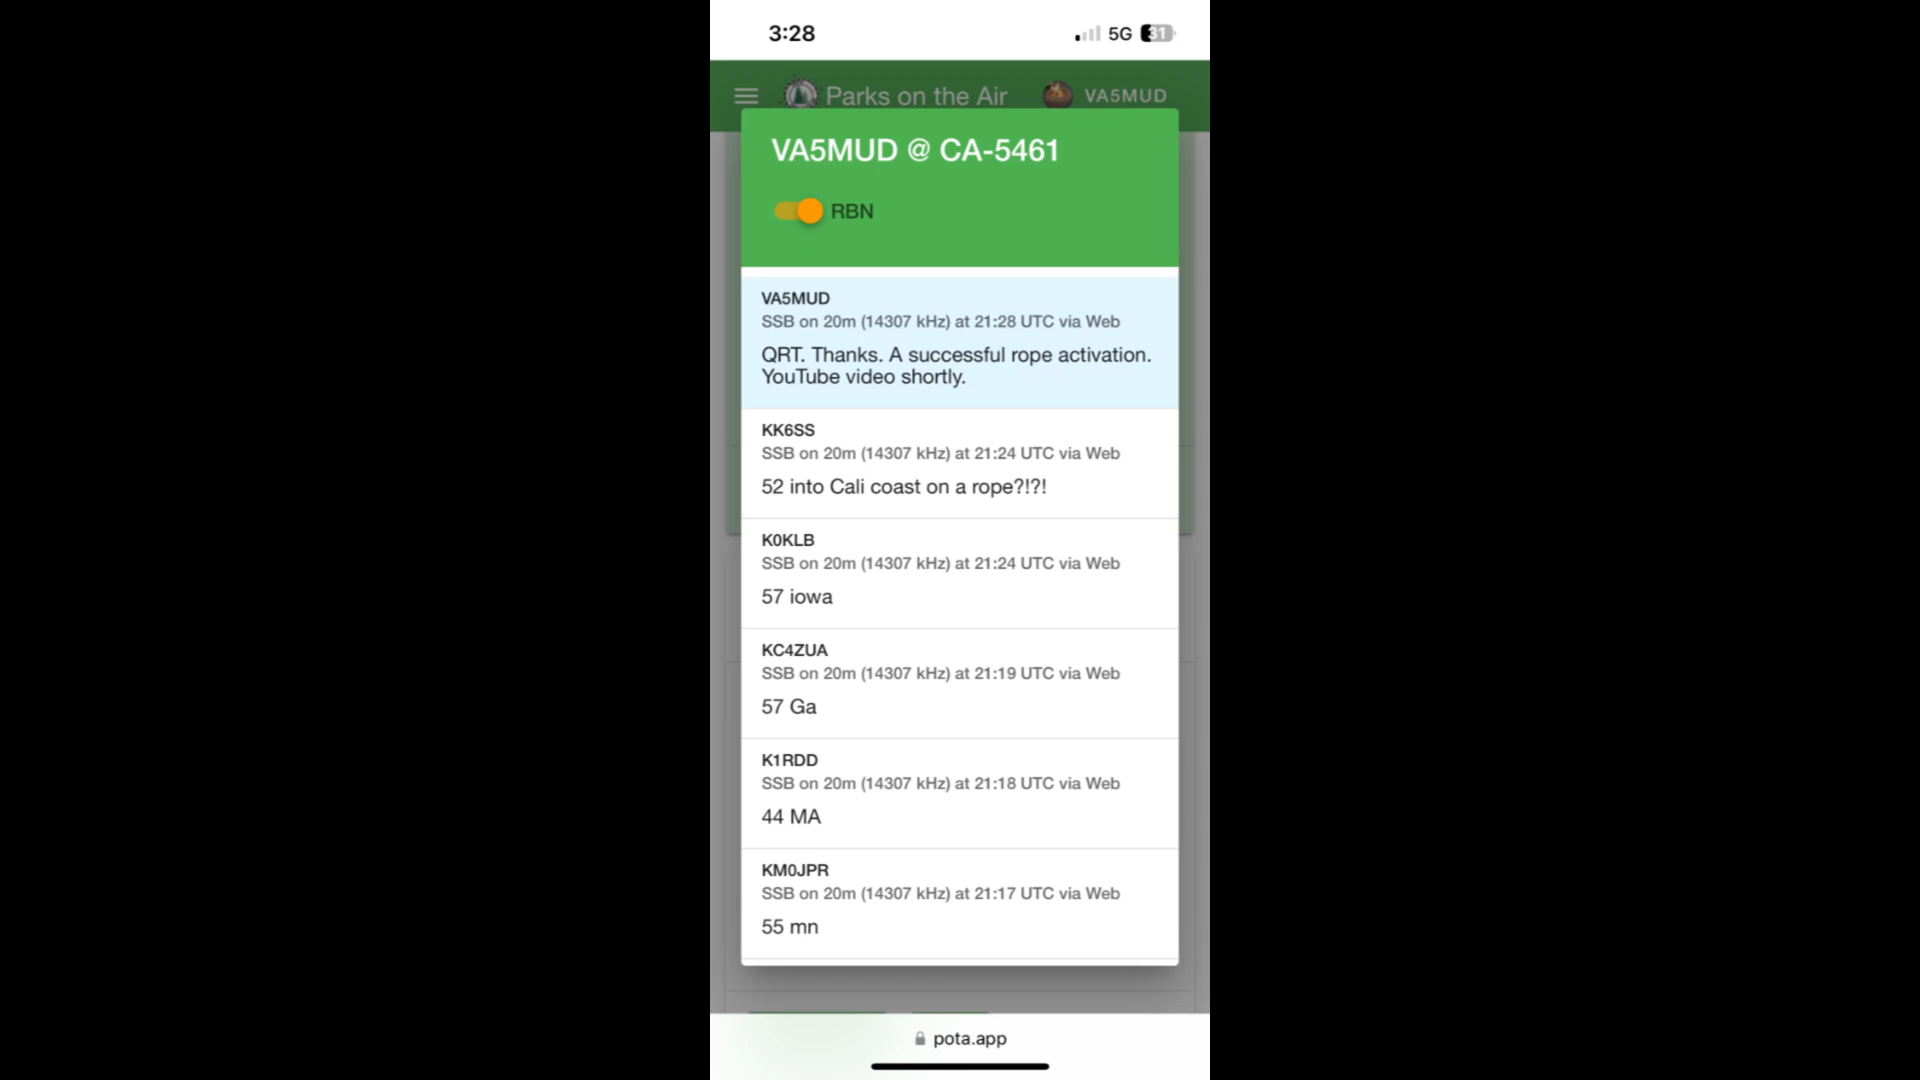 3:28
5G
31
Parks on the Air
VA5MUD
VA5MUD @ CA-5461
RBN
VA5MUD
SSB on 20m (14307 kHz) at 21:28 UTC via Web
QRT. Thanks. A successful rope activation.
YouTube video shortly.
KK6SS
SSB on 20m (14307 kHz) at 21:24 UTC via Web
52 into Cali coast on a rope?!?!
K0KLB
SSB on 20m (14307 kHz) at 21:24 UTC via Web
57 iowa
KC4ZUA
SSB on 20m (14307 kHz) at 21:19 UTC via Web
57 Ga
K1RDD
SSB on 20m (14307 kHz) at 21:18 UTC via Web
44 MA
KM0JPR
SSB on 20m (14307 kHz) at 21:17 UTC via Web
55 mn
pota.app